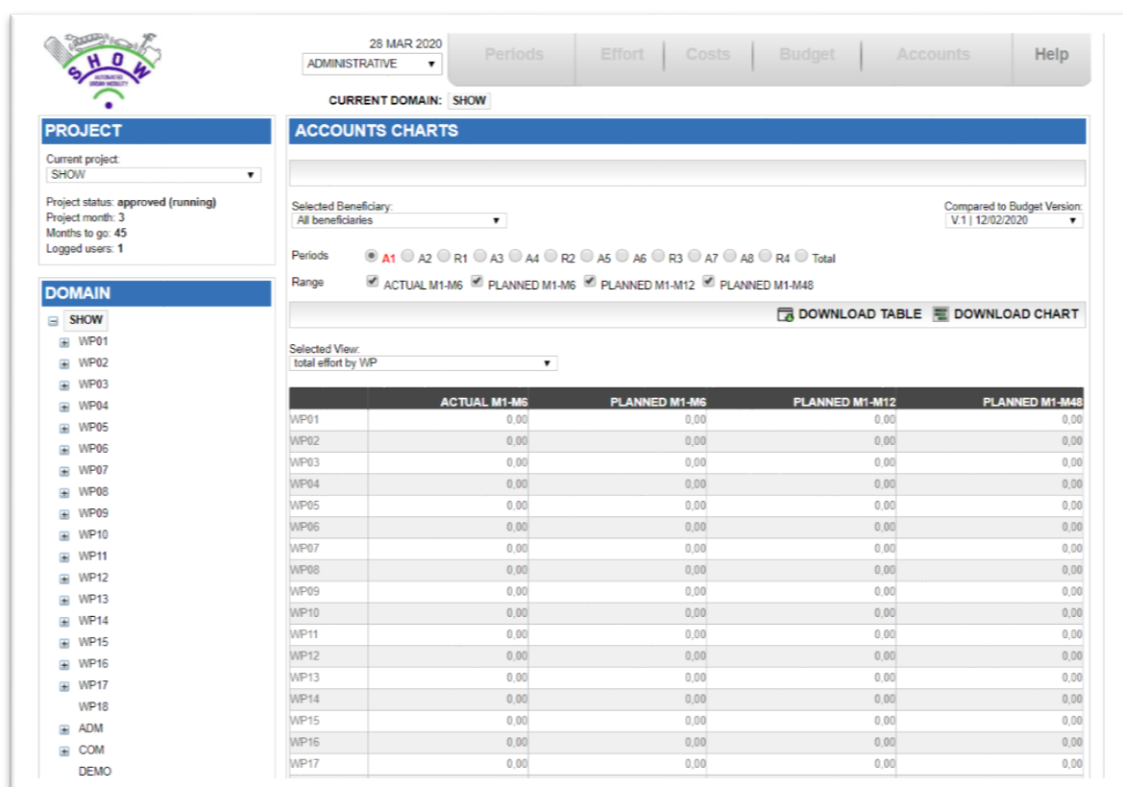 SHOW
AUTOMATED
URBAN MOBILITY
28 MAR 2020
ADMINISTRATIVE
Periods Effort Costs Budget Accounts Help
CURRENT DOMAIN: SHOW
PROJECT
Current project:
SHOW
Project status: approved (running)
Project month: 3
Months to go: 45
Logged users: 1
DOMAIN
SHOW
WP01
WP02
WP03
WP04
WP05
WP06
WP07
WP08
WP09
WP10
WP11
WP12
WP13
WP14
WP15
WP16
WP17
WP18
ADM
COM
DEMO
ACCOUNTS CHARTS
Selected Beneficiary:
All beneficiaries
Compared to Budget Version:
V.1 | 12/02/2020
Periods A1 A2 R1 A3 A4 R2 A5 A6 R3 A7 A8 R4 Total
Range ACTUAL M1-M6 PLANNED M1-M6 PLANNED M1-M12 PLANNED M1-M48
DOWNLOAD TABLE DOWNLOAD CHART
Selected View:
total effort by WP
ACTUAL M1-M6 PLANNED M1-M6 PLANNED M1-M12 PLANNED M1-M48
WP01 0,00 0,00 0,00 0,00
WP02 0,00 0,00 0,00 0,00
WP03 0,00 0,00 0,00 0,00
WP04 0,00 0,00 0,00 0,00
WP05 0,00 0,00 0,00 0,00
WP06 0,00 0,00 0,00 0,00
WP07 0,00 0,00 0,00 0,00
WP08 0,00 0,00 0,00 0,00
WP09 0,00 0,00 0,00 0,00
WP10 0,00 0,00 0,00 0,00
WP11 0,00 0,00 0,00 0,00
WP12 0,00 0,00 0,00 0,00
WP13 0,00 0,00 0,00 0,00
WP14 0,00 0,00 0,00 0,00
WP15 0,00 0,00 0,00 0,00
WP16 0,00 0,00 0,00 0,00
WP17 0,00 0,00 0,00 0,00